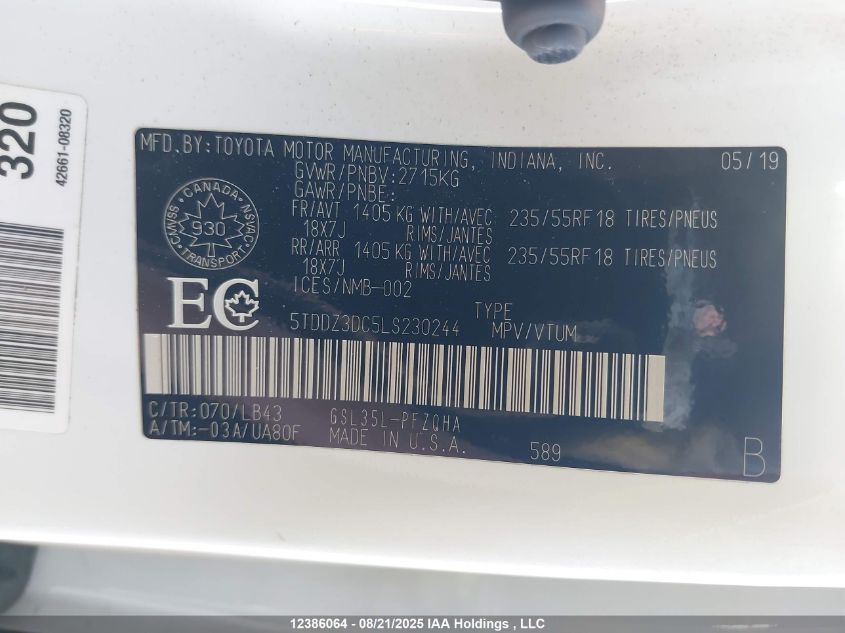 320
42661-08320
MFD.BY:TOYOTA MOTOR MANUFACTURING, INDIANA, INC. 05/19
GVWR/PNBV:2715KG
GAWR/PNBE:
FR/AVT 1405 KG WITH/AVEC 235/55RF18 TIRES/PNEUS
18X7J RIMS/JANTES
RR/ARR 1405 KG WITH/AVEC 235/55RF18 TIRES/PNEUS
18X7J RIMS/JANTES
ICES/NMB-002
CANADA
CMVSS
NSVAC
930
TRANSPORT
EC
TYPE
5TDDZ3DC5LS230244 MPV/VTUM
C/TR:070/LB43 GSL35L-PFZQHA
A/TM:-03A/UA80F MADE IN U.S.A. 589
B
12386064 - 08/21/2025 IAA Holdings , LLC